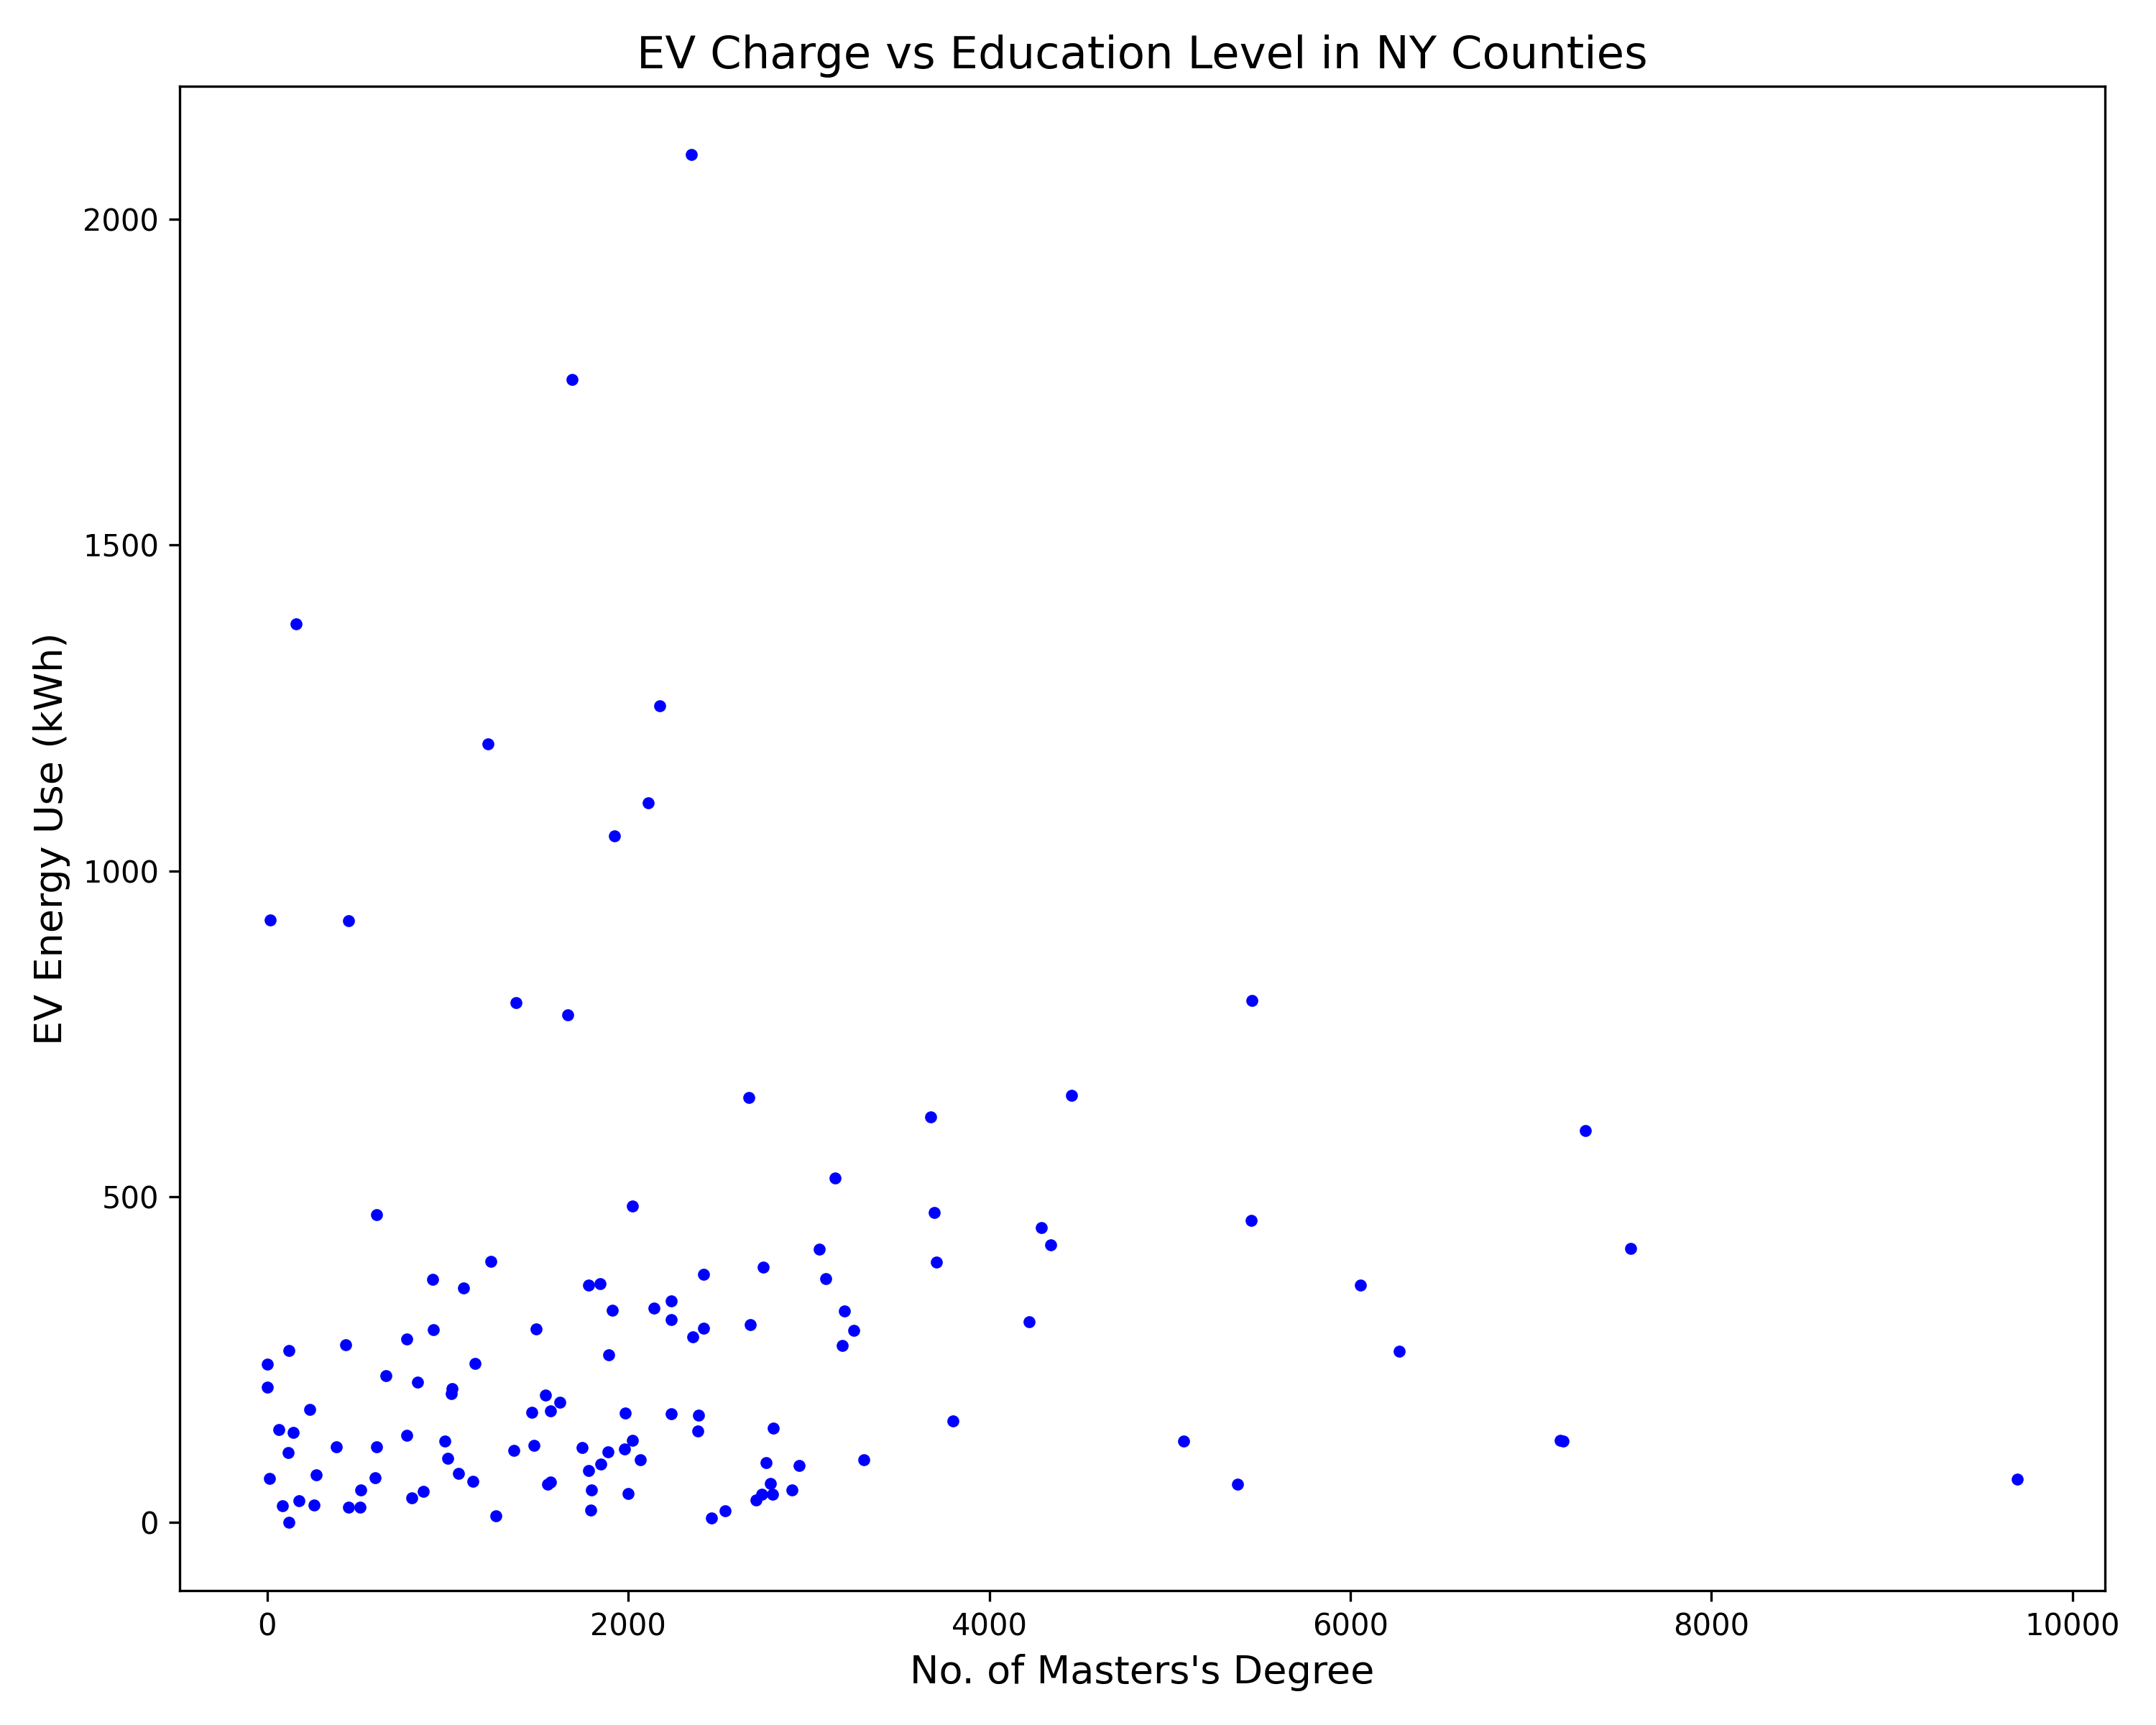 EV Charge vs Education Level in NY Counties
EV Energy Use (kWh)
2000
1500
1000
500
0
0 2000 4000 6000 8000 10000
No. of Masters's Degree